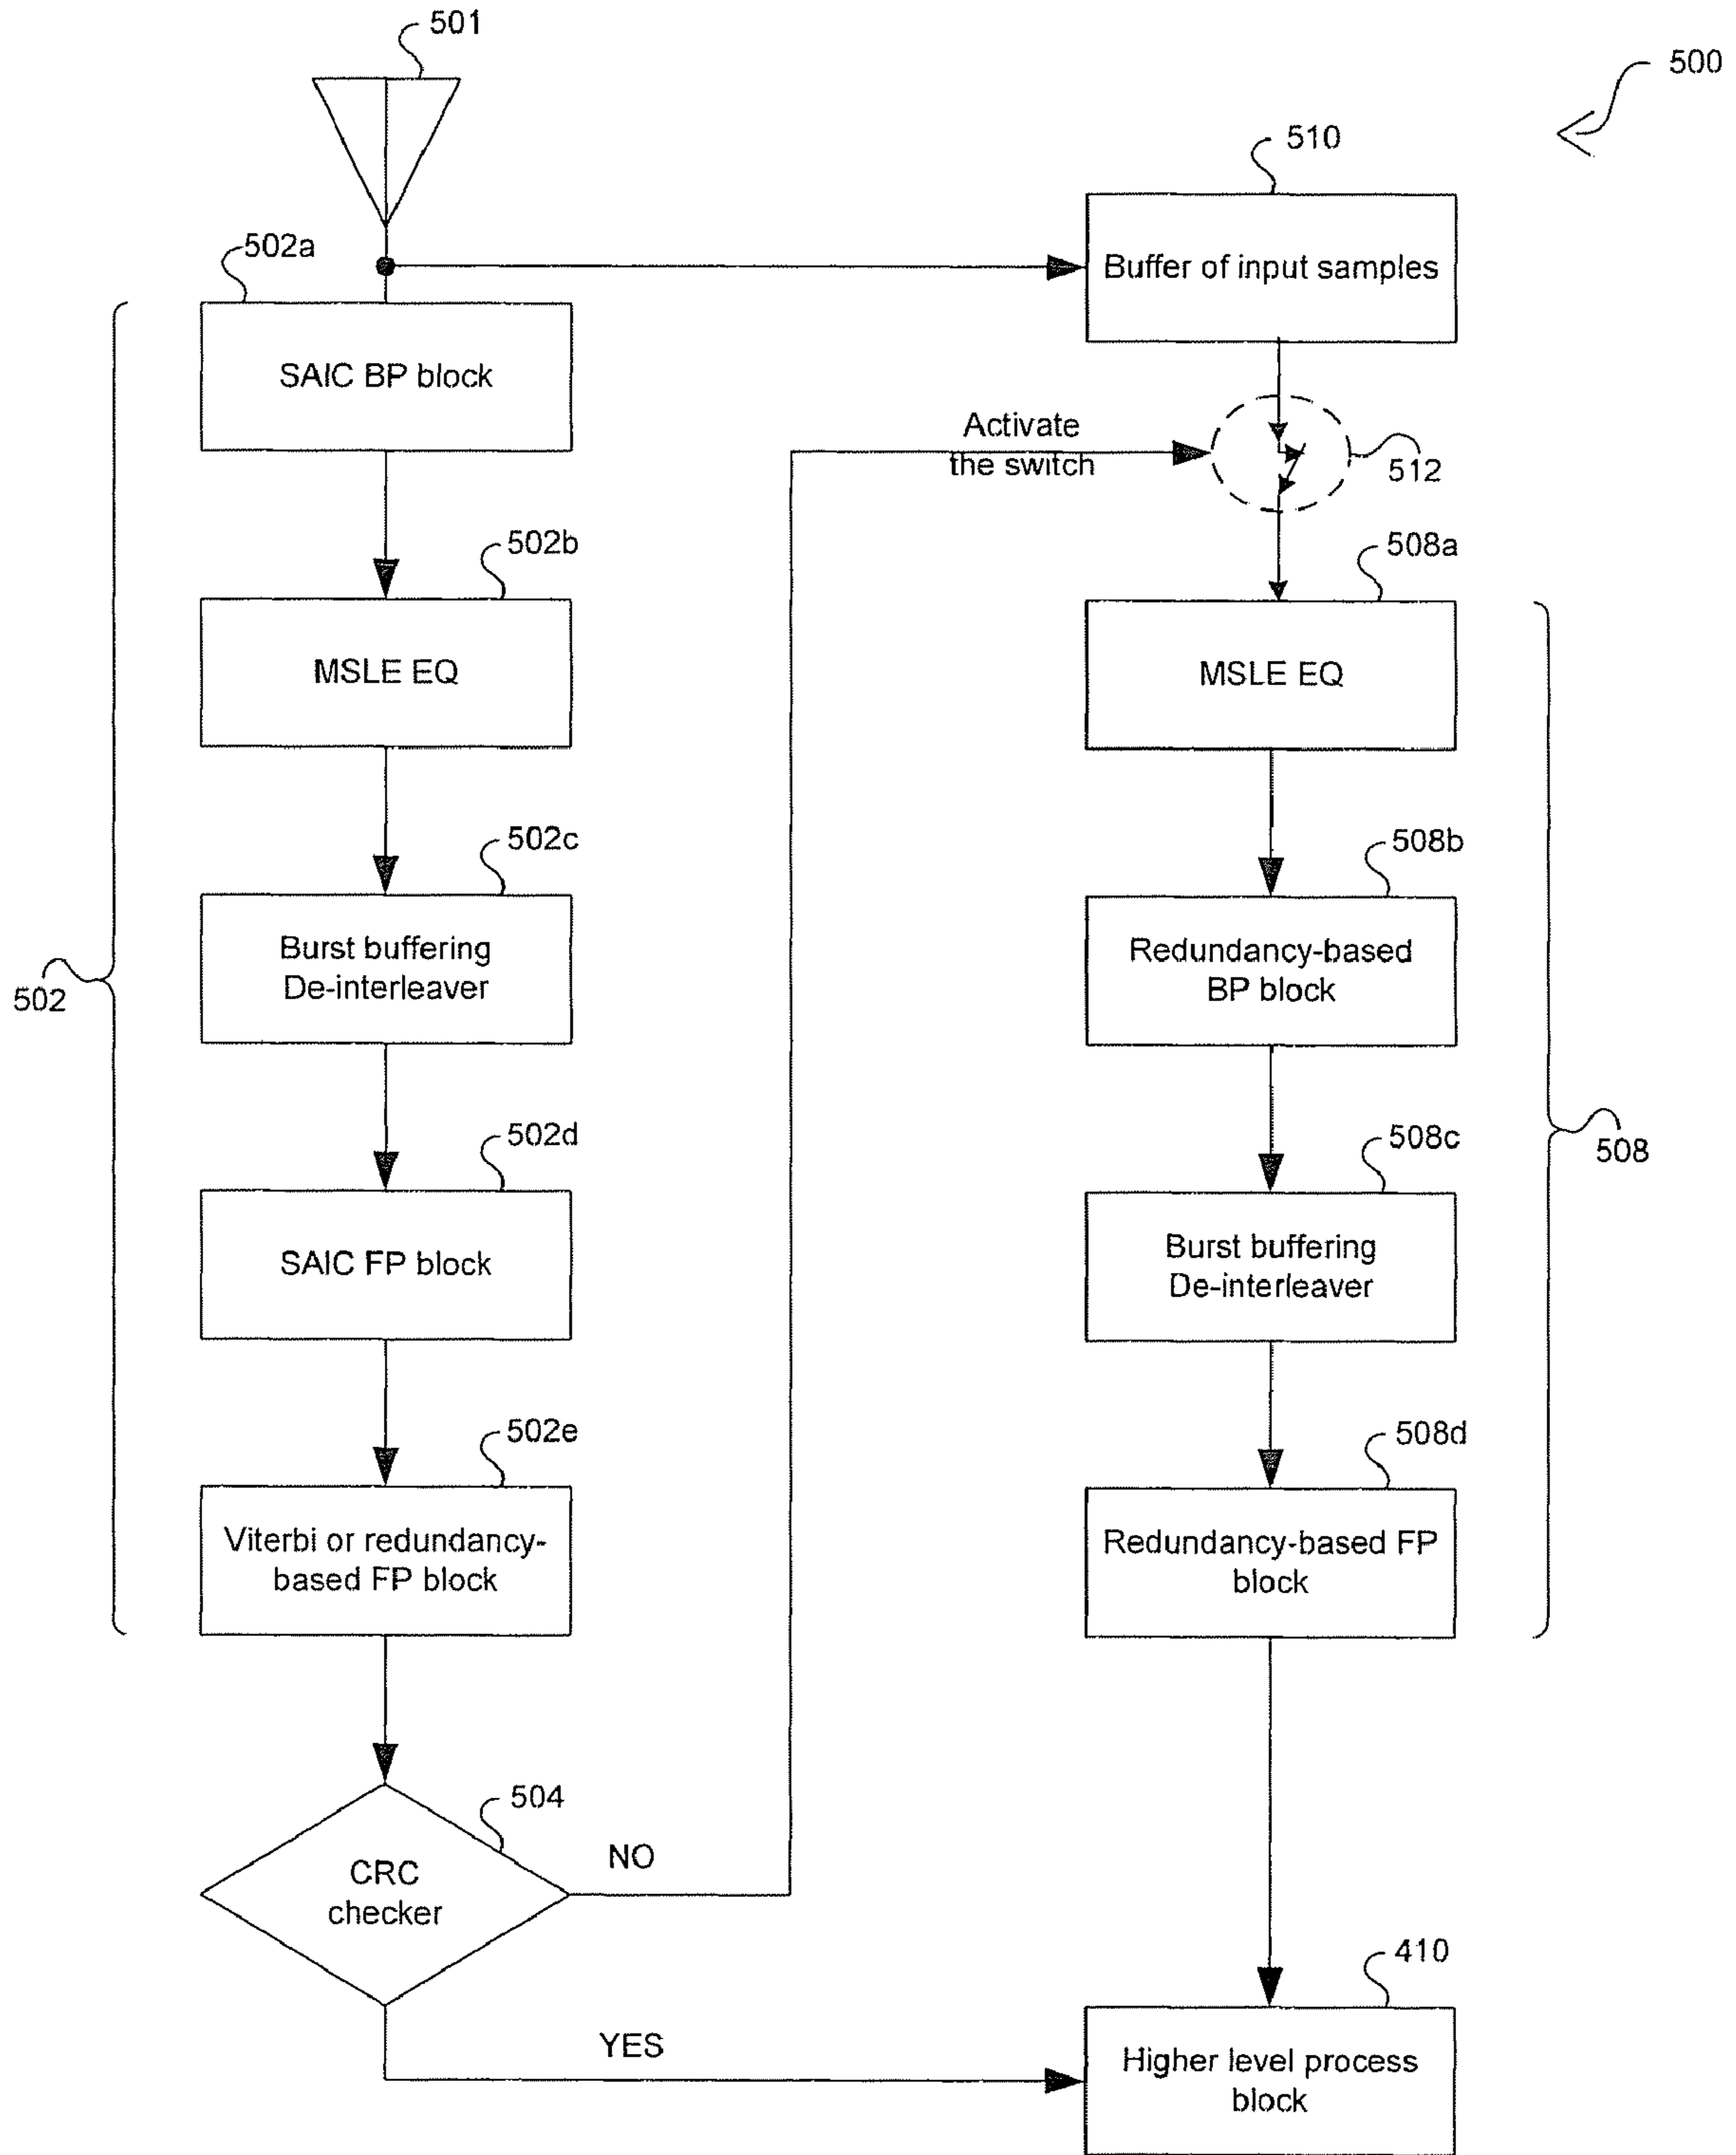 501
500
510
502a
Buffer of input samples
SAIC BP block
Activate
the switch
512
502b
508a
MSLE EQ
MSLE EQ
502c
508b
Burst buffering
De-interleaver
Redundancy-based
BP block
502
502d
508c
508
SAIC FP block
Burst buffering
De-interleaver
502e
508d
Viterbi or redundancy-
based FP block
Redundancy-based FP
block
504
NO
CRC
checker
410
YES
Higher level process
block